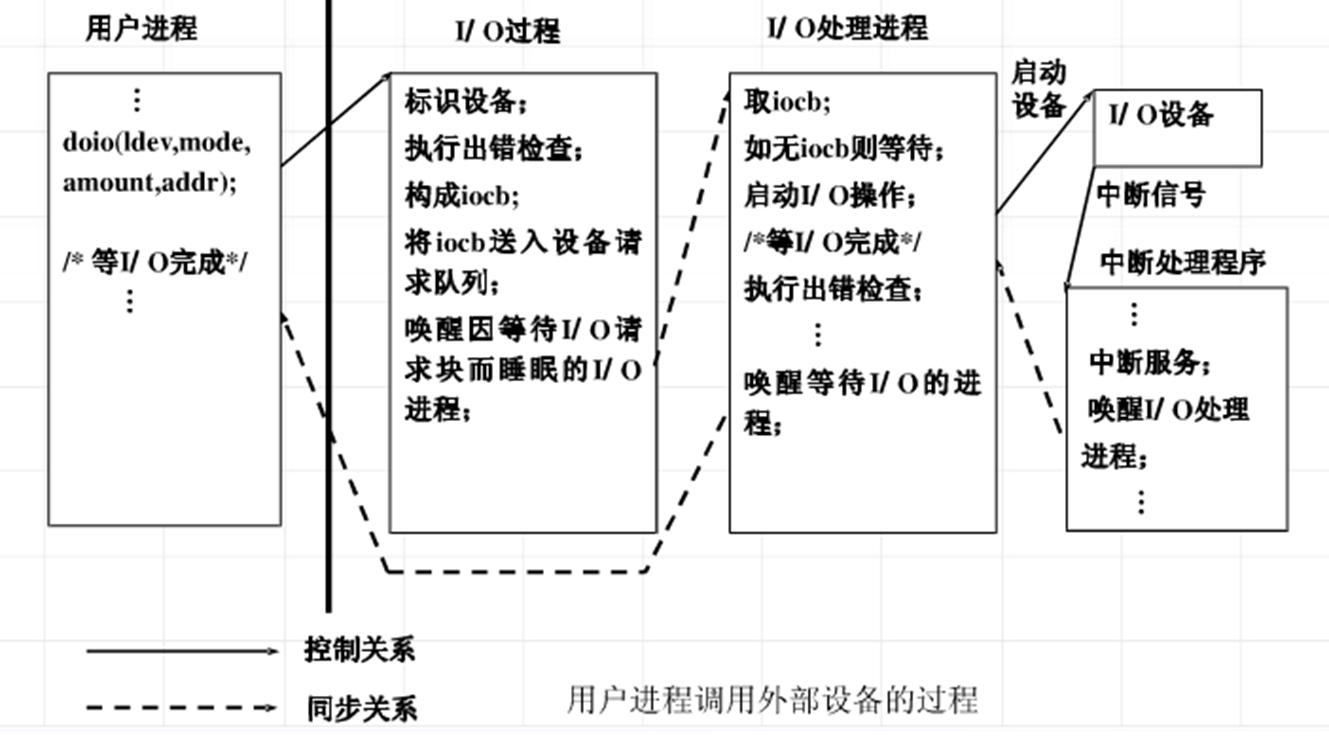 用户进程
⋮
doio(ldev,mode,
amount,addr);
/* 等I/ O完成*/
⋮
I/ O过程
标识设备；
执行出错检查；
构成iocb;
将iocb送入设备请
求队列；
唤醒因等待I/ O请
求块而睡眠的I/ O
进程；
I/ O处理进程
取iocb;
如无iocb则等待；
启动I/ O操作；
/*等I/ O完成*/
执行出错检查；
⋮
唤醒等待I/ O的进
程；
启动
设备
I/ O设备
中断信号
中断处理程序
⋮
中断服务；
唤醒I/ O处理
进程；
⋮
控制关系
同步关系
用户进程调用外部设备的过程